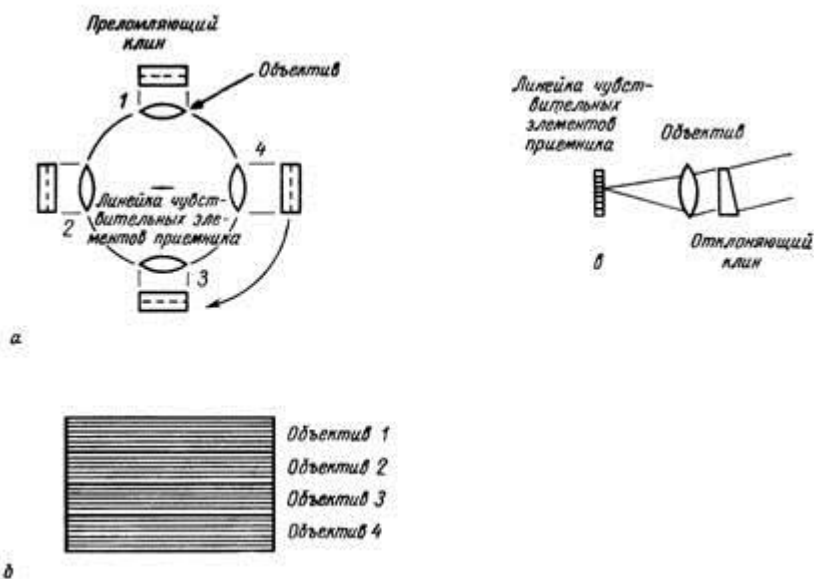 Преломляющий
клин
Объектив
1
4
Линейка чувст-
вительных эле-
ментов приемника
2
3
а
Линейка чувст-
вительных
элементов
приемника
Объектив
Отклоняющий
клин
в
Объектив 1
Объектив 2
Объектив 3
Объектив 4
б